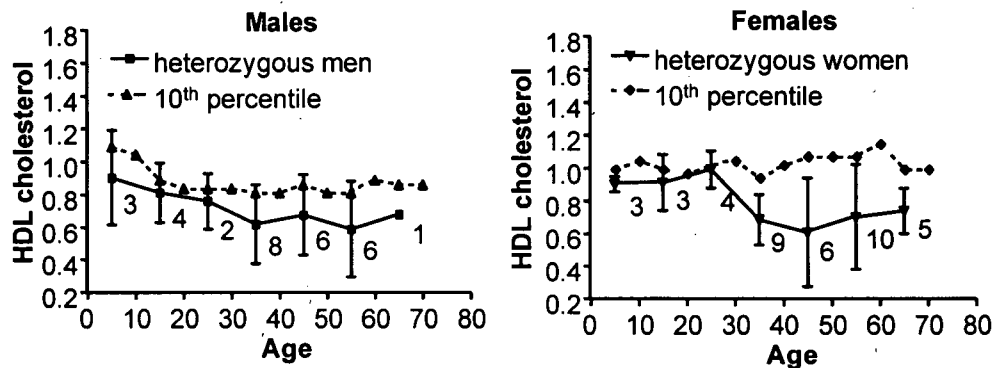 Males
1.8
1.6
1.4
1.2
1.0
0.8
0.6
0.4
0.2
HDL cholesterol
heterozygous men
10th percentile
3
4
2
8
6
6
1
0 10 20 30 40 50 60 70 80
Age
Females
1.8
1.6
1.4
1.2
1.0
0.8
0.6
0.4
0.2
HDL cholesterol
heterozygous women
10th percentile
3
3
4
9
6
10
5
0 10 20 30 40 50 60 70 80
Age